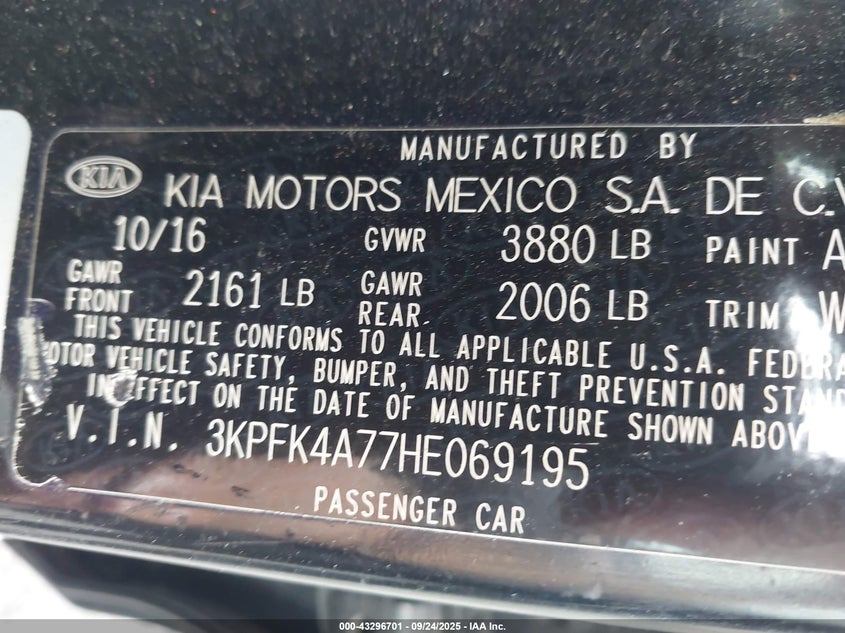 MANUFACTURED BY
KIA KIA MOTORS MEXICO S.A. DE C.V
10/16 GVWR 3880 LB PAINT A
GAWR FRONT 2161 LB GAWR REAR 2006 LB TRIM W
THIS VEHICLE CONFORMS TO ALL APPLICABLE U.S.A. FEDERA
OTOR VEHICLE SAFETY, BUMPER, AND THEFT PREVENTION STAND
IN EFFECT ON THE DATE OF MANUFACTURE SHOWN ABOV
V.I.N. 3KPFK4A77HE069195
PASSENGER CAR
000-43296701 - 09/24/2025 - IAA Inc.